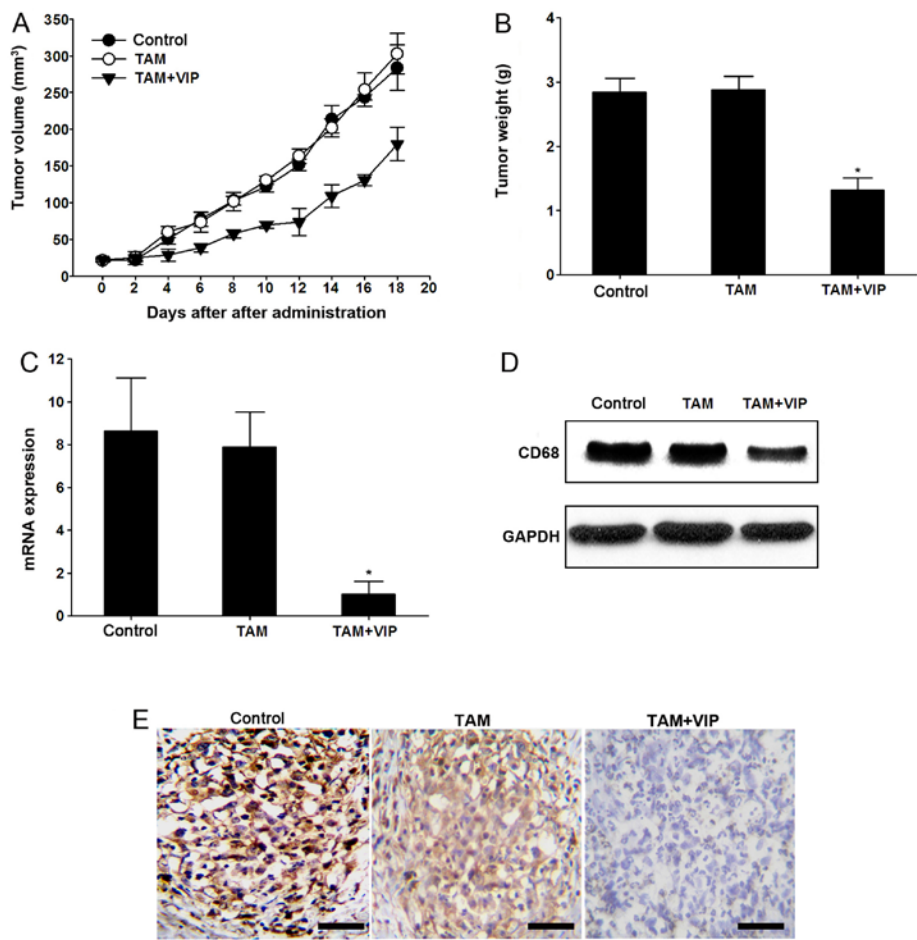 A
Tumor volume (mm³)
350
300
250
200
150
100
50
0
Control
TAM
TAM+VIP
0 2 4 6 8 10 12 14 16 18 20
Days after after administration
B
Tumor weight (g)
4
3
2
1
0
*
Control TAM TAM+VIP
C
mRNA expression
12
10
8
6
4
2
0
*
Control TAM TAM+VIP
D
Control TAM TAM+VIP
CD68
GAPDH
E
Control TAM TAM+VIP